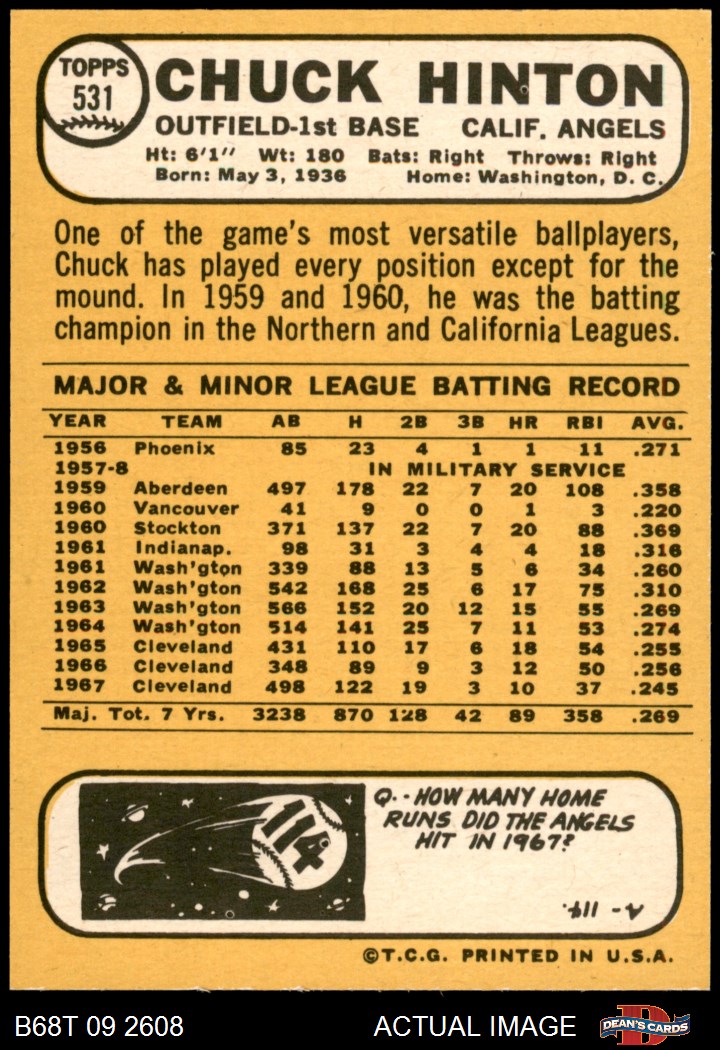 TOPPS
531
CHUCK HINTON
OUTFIELD-1st BASE CALIF. ANGELS
Ht: 6'1" Wt: 180 Bats: Right Throws: Right
Born: May 3, 1936 Home: Washington, D. C.
One of the game's most versatile ballplayers,
Chuck has played every position except for the
mound. In 1959 and 1960, he was the batting
champion in the Northern and California Leagues.
MAJOR & MINOR LEAGUE BATTING RECORD
YEAR TEAM AB H 2B 3B HR RBI AVG.
1956 Phoenix 85 23 4 1 1 11 .271
1957-8 IN MILITARY SERVICE
1959 Aberdeen 497 178 22 7 20 108 .358
1960 Vancouver 41 9 0 0 1 3 .220
1960 Stockton 371 137 22 7 20 88 .369
1961 Indianap. 98 31 3 4 4 18 .316
1961 Wash'gton 339 88 13 5 6 34 .260
1962 Wash'gton 542 168 25 6 17 75 .310
1963 Wash'gton 566 152 20 12 15 55 .269
1964 Wash'gton 514 141 25 7 11 53 .274
1965 Cleveland 431 110 17 6 18 54 .255
1966 Cleveland 348 89 9 3 12 50 .256
1967 Cleveland 498 122 19 3 10 37 .245
Maj. Tot. 7 Yrs. 3238 870 128 42 89 358 .269
114
Q.-HOW MANY HOME
RUNS DID THE ANGELS
HIT IN 1967?
A- 114.
©T.C.G. PRINTED IN U.S.A.
B68T 09 2608 ACTUAL IMAGE D DEAN'S CARDS